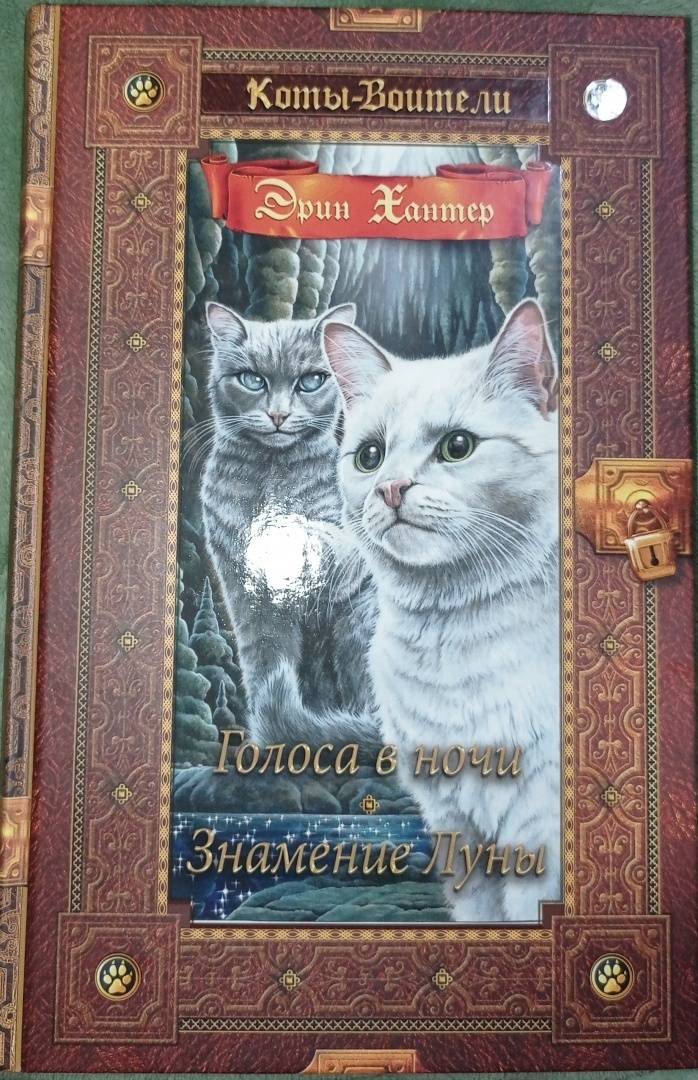 Коты-Воители
Эрин Хантер
Голоса в ночи
Знамение Луны